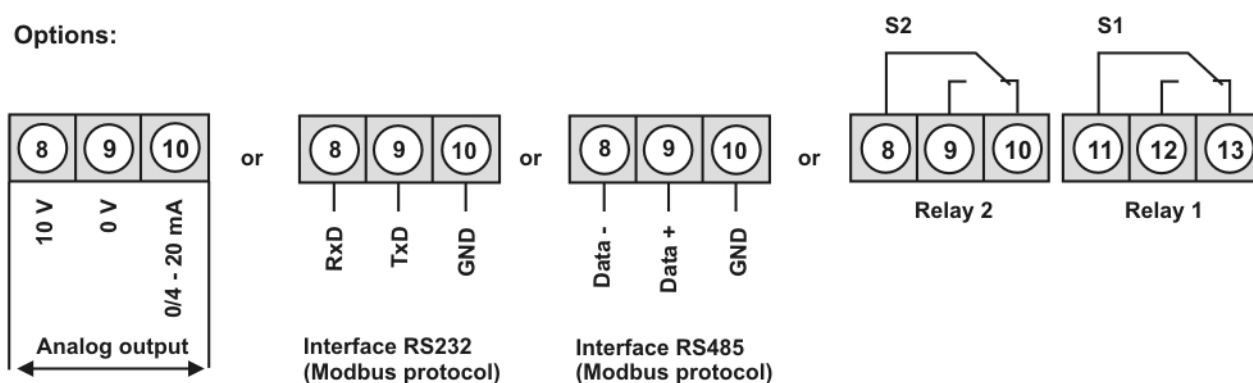 Options:
S2
S1
8 9 10
or
8 9 10
or
8 9 10
or
8 9 10
11 12 13
10 V
0 V
0/4 - 20 mA
RxD
TxD
GND
Data -
Data +
GND
Relay 2
Relay 1
Analog output
Interface RS232
(Modbus protocol)
Interface RS485
(Modbus protocol)